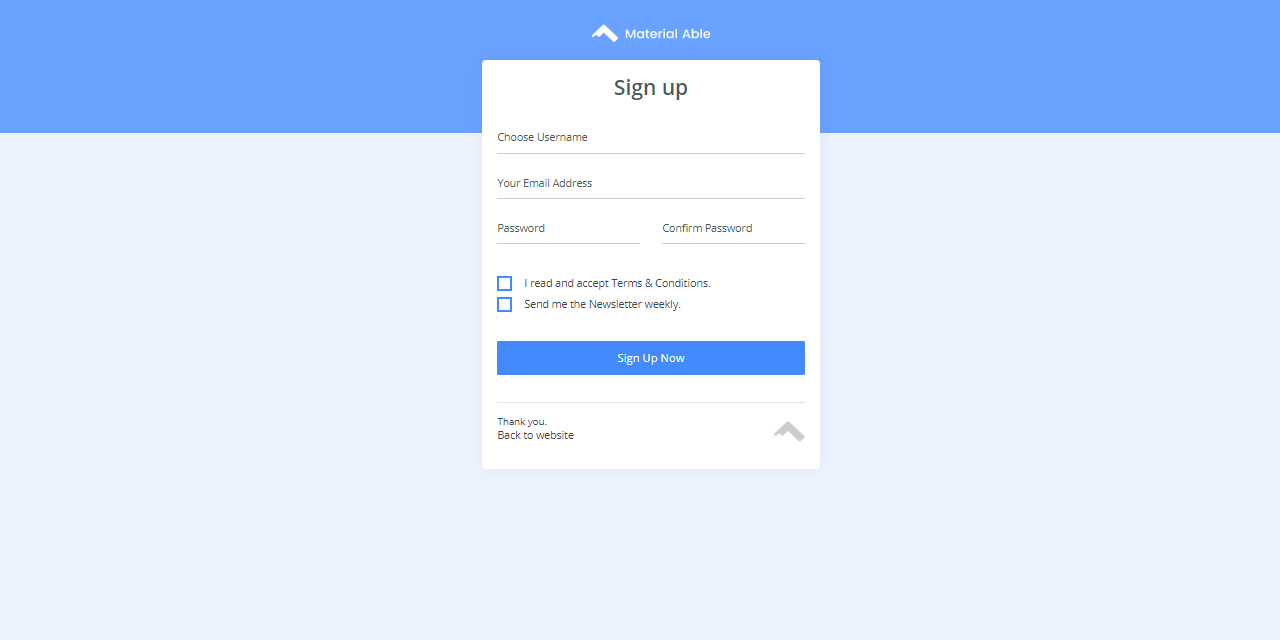 Material Able
Sign up
Choose Username
Your Email Address
Password Confirm Password
I read and accept Terms & Conditions.
Send me the Newsletter weekly.
Sign Up Now
Thank you.
Back to website